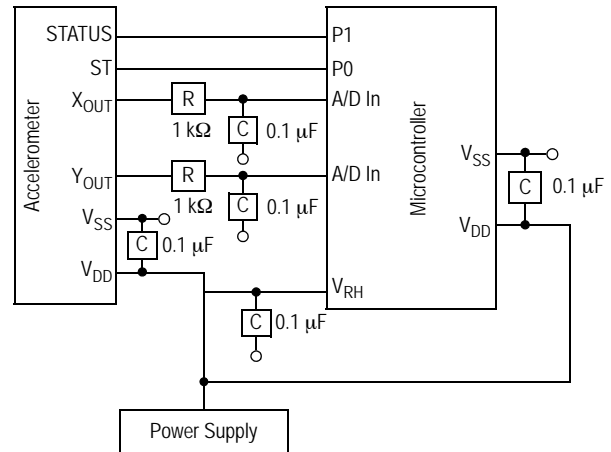 Accelerometer
STATUS
ST
XOUT
YOUT
VSS
VDD
R
1 kΩ
C 0.1 μF
R
1 kΩ
C 0.1 μF
C 0.1 μF
P1
P0
A/D In
A/D In
VRH
Microcontroller
VSS
VDD
C 0.1 μF
C 0.1 μF
Power Supply